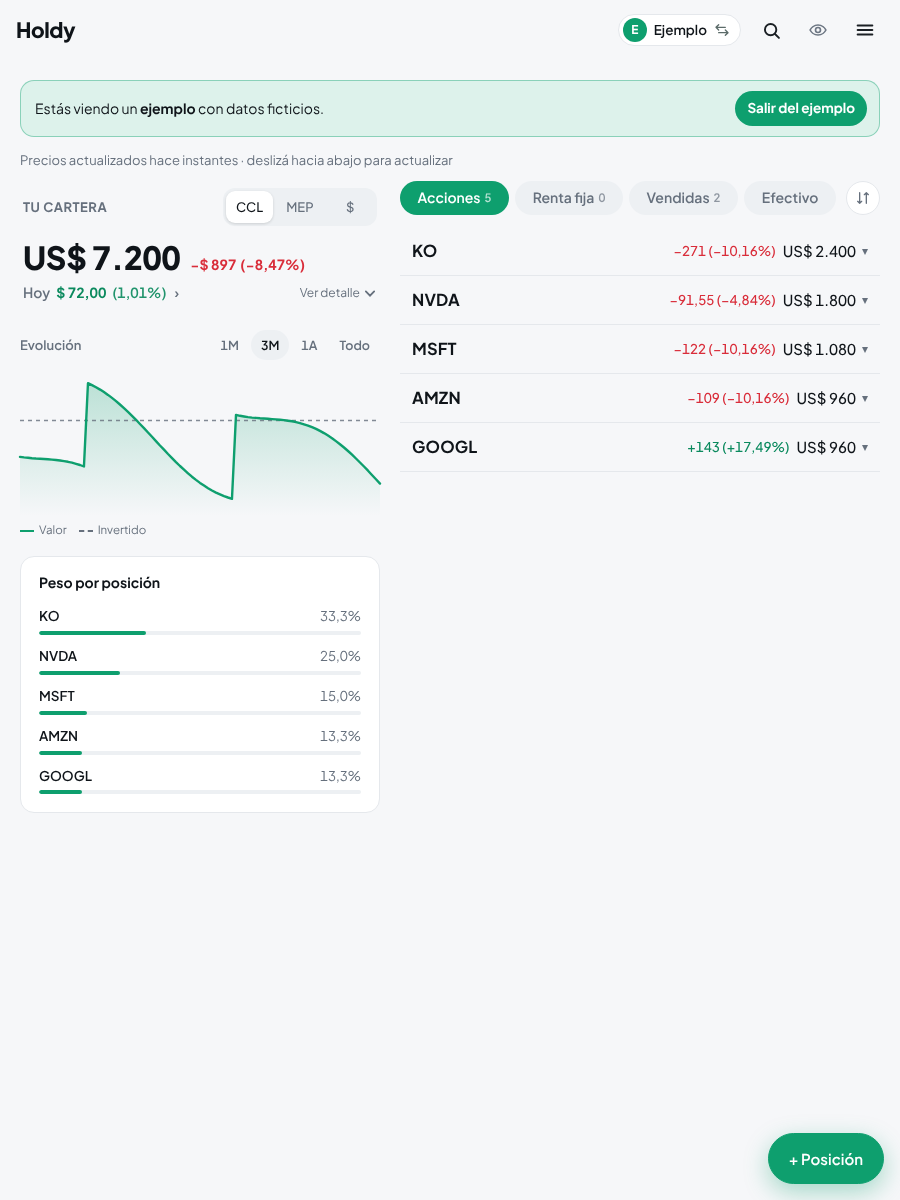 Holdy
E Ejemplo
Estás viendo un ejemplo con datos ficticios.
Salir del ejemplo
Precios actualizados hace instantes · deslizá hacia abajo para actualizar
TU CARTERA
CCL MEP $
US$ 7.200 −$ 897 (−8,47%)
Hoy $ 72,00 (1,01%) ›
Ver detalle
Evolución
1M 3M 1A Todo
Valor Invertido
Peso por posición
KO 33,3%
NVDA 25,0%
MSFT 15,0%
AMZN 13,3%
GOOGL 13,3%
Acciones 5 Renta fija 0 Vendidas 2 Efectivo
KO −271 (−10,16%) US$ 2.400 ▾
NVDA −91,55 (−4,84%) US$ 1.800 ▾
MSFT −122 (−10,16%) US$ 1.080 ▾
AMZN −109 (−10,16%) US$ 960 ▾
GOOGL +143 (+17,49%) US$ 960 ▾
+ Posición